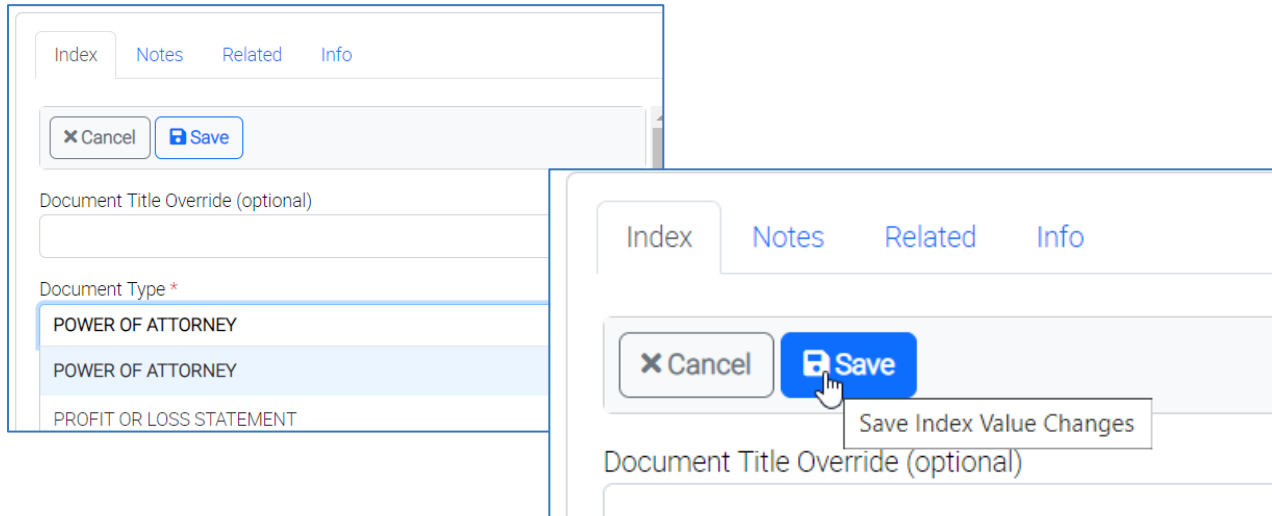 Index Notes Related Info
Cancel Save
Document Title Override (optional)
Document Type *
POWER OF ATTORNEY
POWER OF ATTORNEY
PROFIT OR LOSS STATEMENT
Index Notes Related Info
Cancel Save
Save Index Value Changes
Document Title Override (optional)